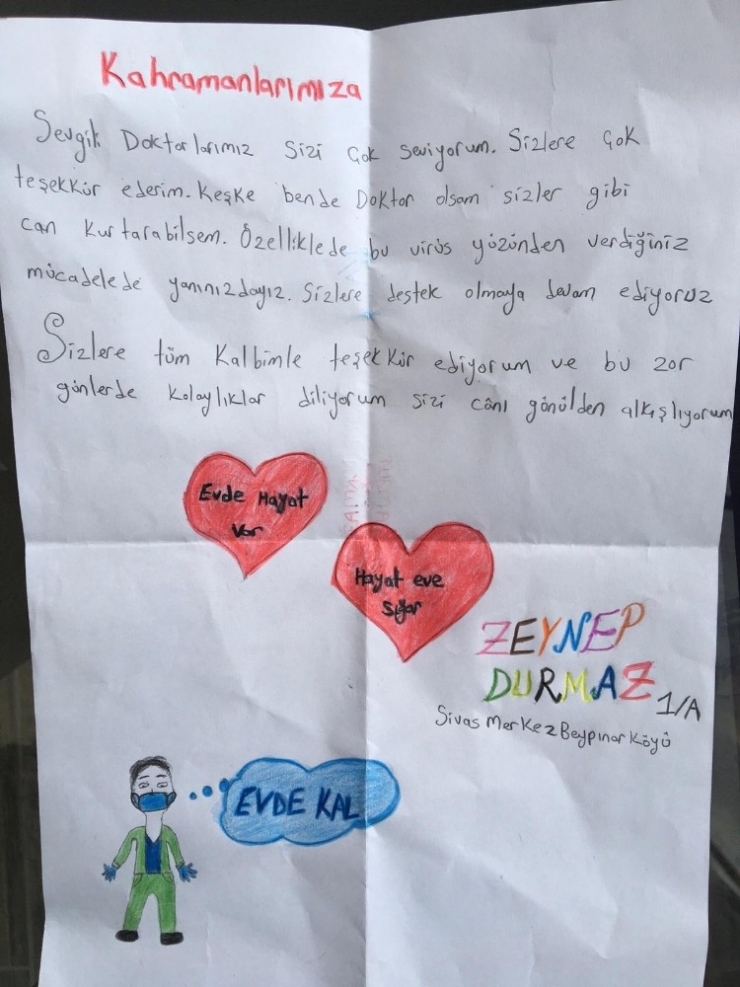 Kahramanlarımıza
Sevgili Doktorlarımız sizi çok seviyorum. Sizlere çok
teşekkür ederim. Keşke bende Doktor olsam sizler gibi
can kurtarabilsem. Özelliklede bu virüs yüzünden verdiğiniz
mücadelede yanınızdayız. Sizlere destek olmaya devam ediyoruz
Sizlere tüm Kalbimle teşekkür ediyorum ve bu zor
günlerde kolaylıklar diliyorum sizi cânı gönülden alkışlıyorum
Evde Hayat
Var
Hayat eve
sığar
ZEYNEP
DURMAZ 1/A
Sivas Merkez Beypınar Köyü
EVDE KAL